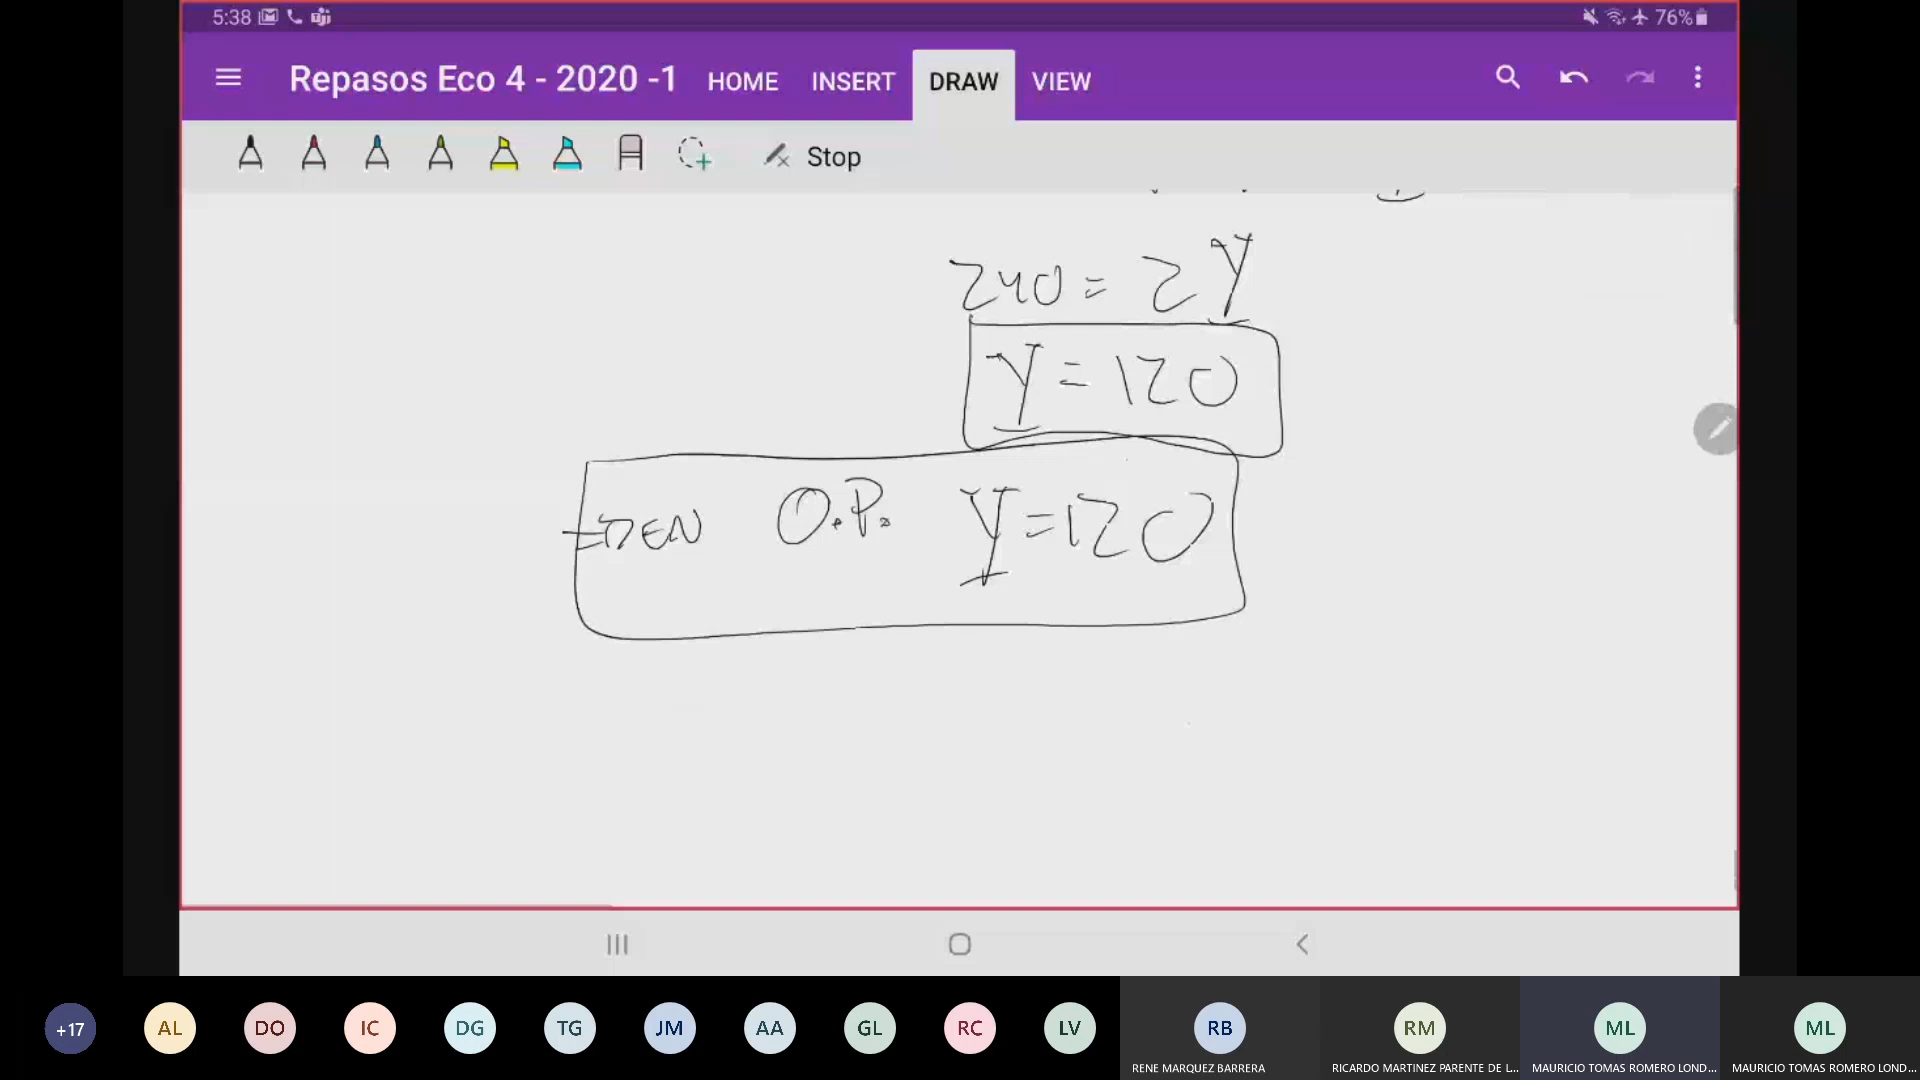 5:38 76%
Repasos Eco 4 - 2020 -1 HOME INSERT DRAW VIEW
Stop
240 = 2Y
Y = 120
⇒ EN O.P. Y = 120
+17 AL DO IC DG TG JM AA GL RC LV RB RM ML ML
RENE MARQUEZ BARRERA RICARDO MARTINEZ PARENTE DE L... MAURICIO TOMAS ROMERO LOND... MAURICIO TOMAS ROMERO LOND...